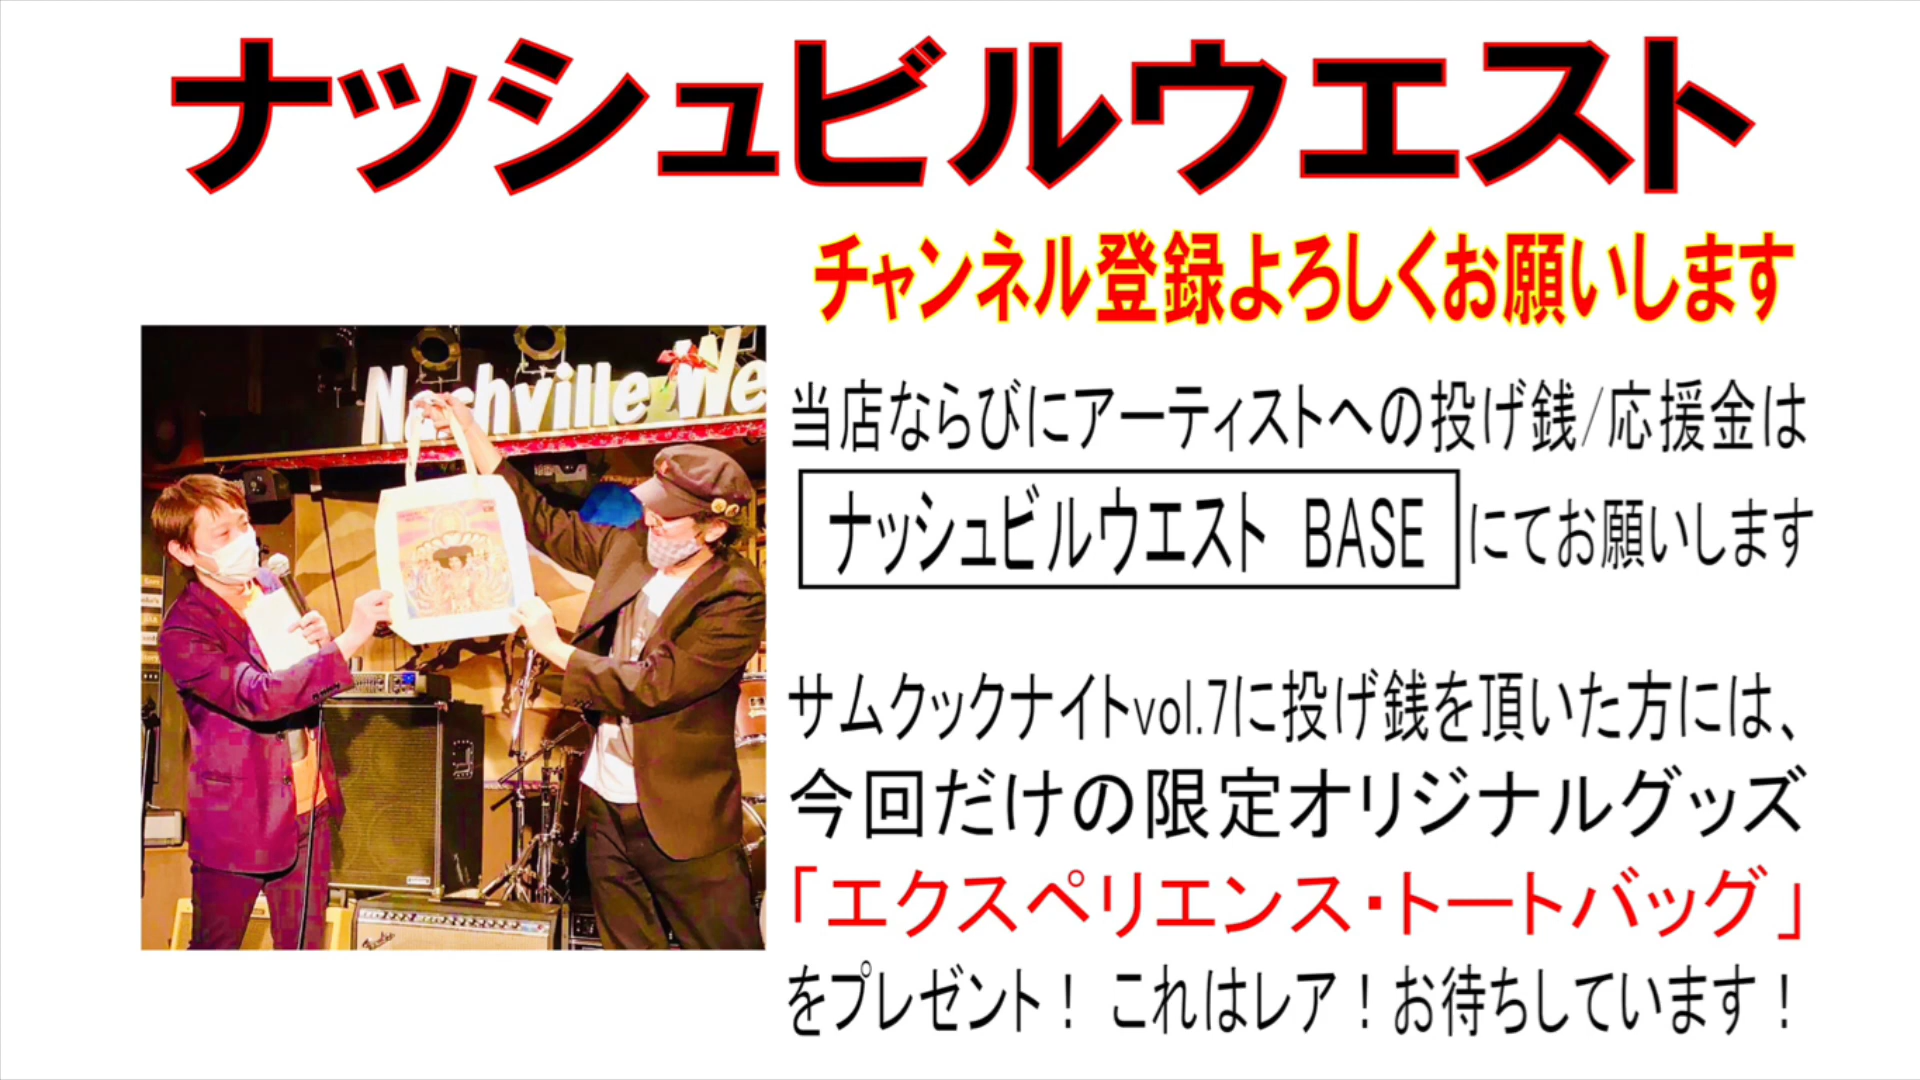 ナッシュビルウエスト
チャンネル登録よろしくお願いします
Nashville We
当店ならびにアーティストへの投げ銭/応援金は
ナッシュビルウエスト BASE にてお願いします
サムクックナイトvol.7に投げ銭を頂いた方には、
今回だけの限定オリジナルグッズ
「エクスペリエンス・トートバッグ」
をプレゼント！ これはレア！お待ちしています！
Fender